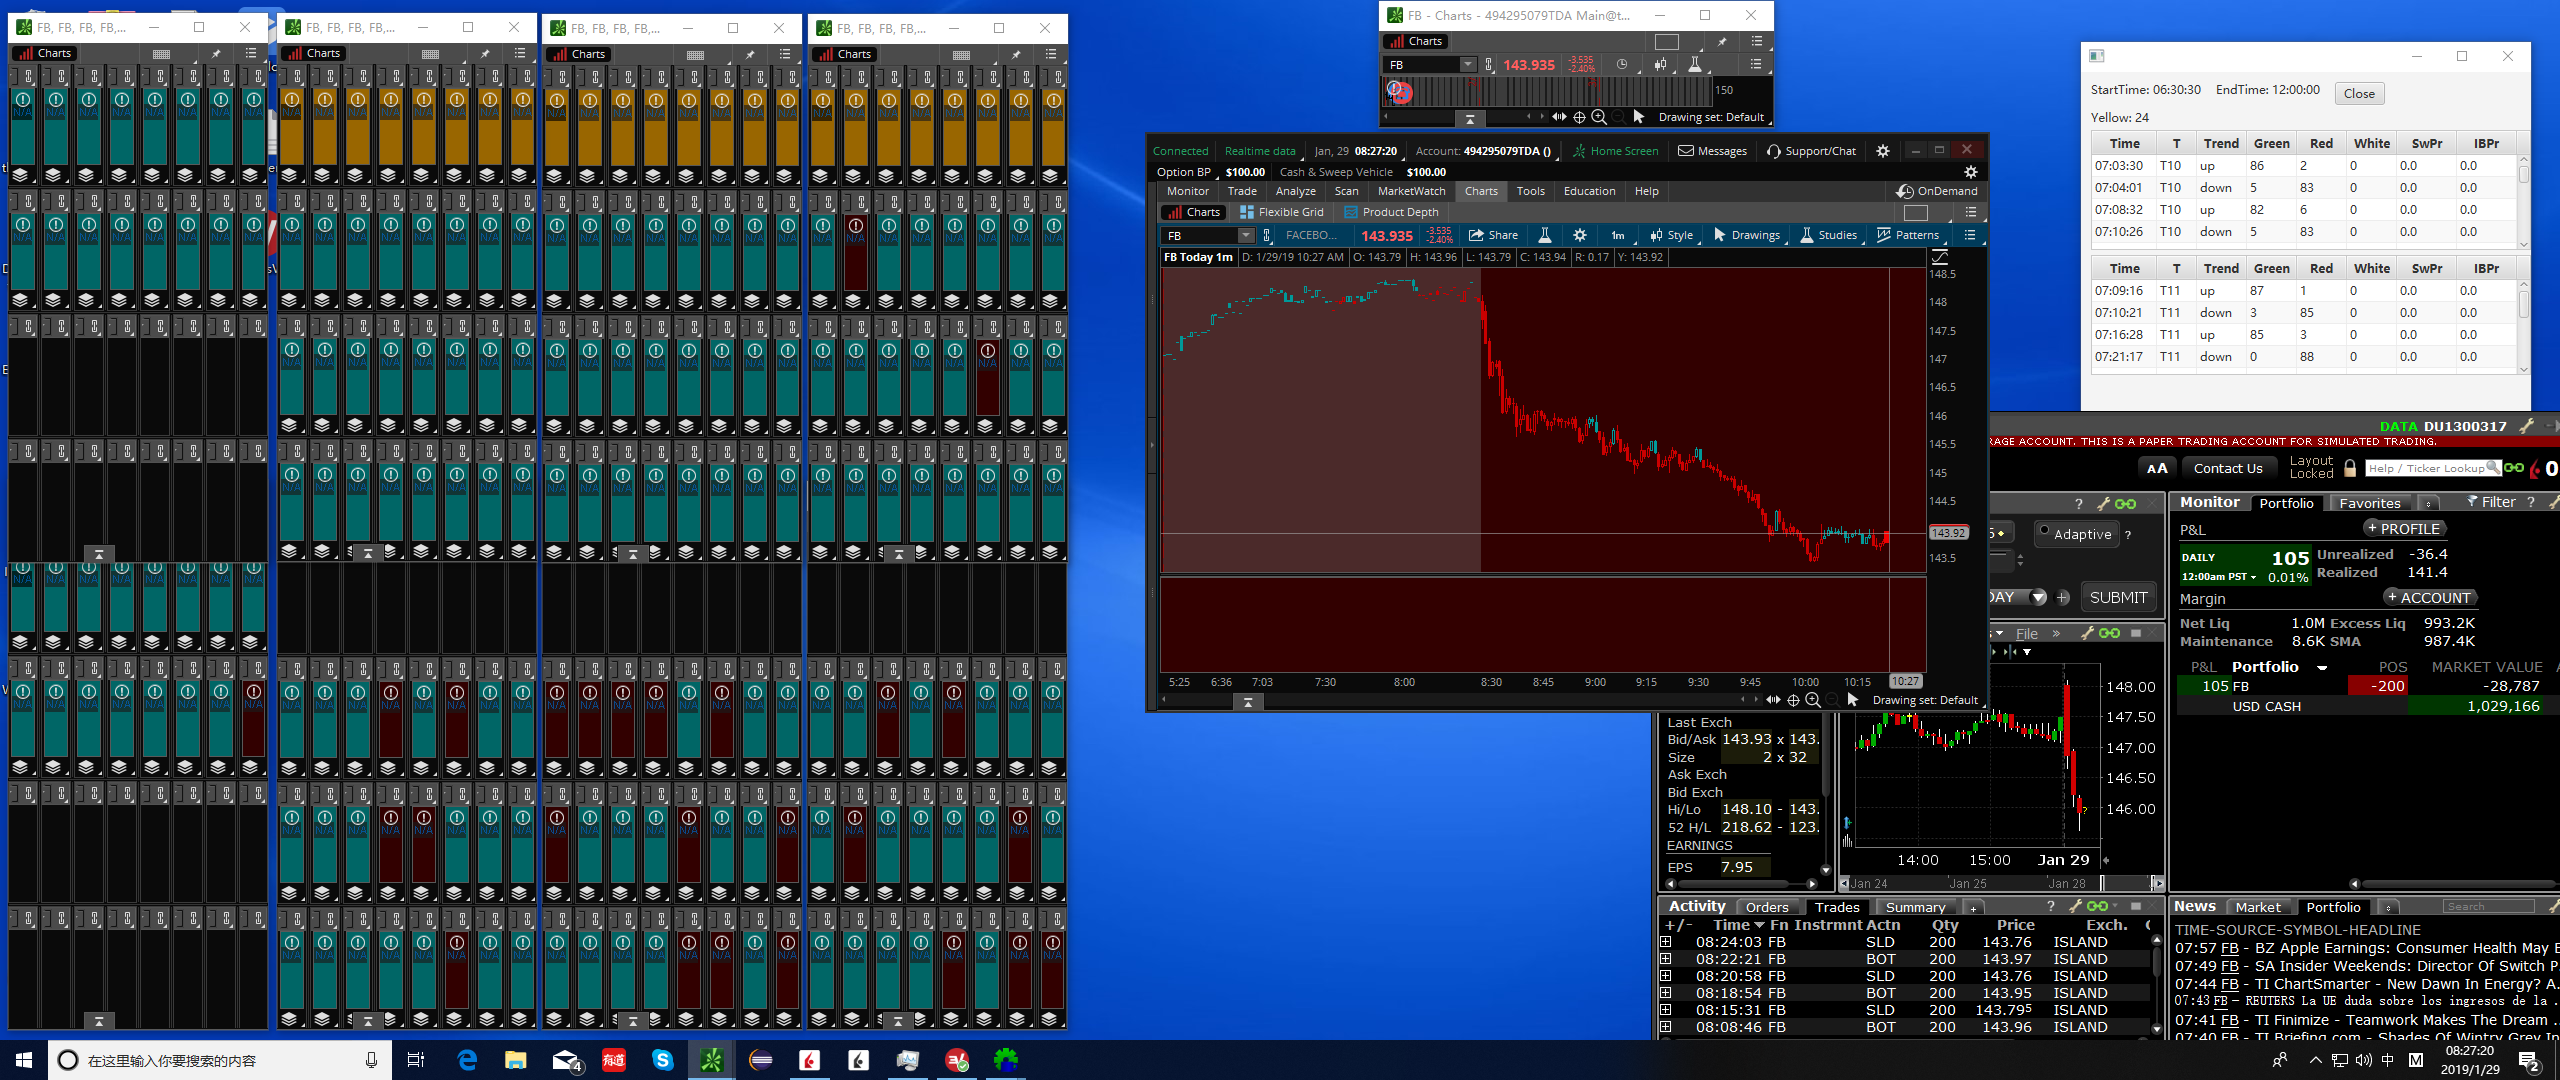 FB, FB, FB, FB,...
Charts
FB, FB, FB, FB,...
Charts
FB, FB, FB, FB,...
Charts
FB, FB, FB, FB,...
Charts
FB - Charts - 494295079TDA Main@t...
Charts
FB 143.935 -3.535 -2.40%
150
Drawing set: Default
Connected Realtime data Jan, 29 08:27:20 Account: 494295079TDA () Home Screen Messages Support/Chat
Option BP $100.00 Cash & Sweep Vehicle $100.00
Monitor Trade Analyze Scan MarketWatch Charts Tools Education Help OnDemand
Charts Flexible Grid Product Depth
FB FACEBO... 143.935 -3.535 -2.40% Share 1m Style Drawings Studies Patterns
FB Today 1m D: 1/29/19 10:27 AM O: 143.79 H: 143.96 L: 143.79 C: 143.94 R: 0.17 Y: 143.92
148.5
148
147.5
147
146.5
146
145.5
145
144.5
143.92
143.5
5:25 6:36 7:03 7:30 8:00 8:30 8:45 9:00 9:15 9:30 9:45 10:00 10:15 10:27
Drawing set: Default
StartTime: 06:30:30 EndTime: 12:00:00 Close
Yellow: 24
Time T Trend Green Red White SwPr IBPr
07:03:30 T10 up 86 2 0 0.0 0.0
07:04:01 T10 down 5 83 0 0.0 0.0
07:08:32 T10 up 82 6 0 0.0 0.0
07:10:26 T10 down 5 83 0 0.0 0.0
Time T Trend Green Red White SwPr IBPr
07:09:16 T11 up 87 1 0 0.0 0.0
07:10:21 T11 down 3 85 0 0.0 0.0
07:16:28 T11 up 85 3 0 0.0 0.0
07:21:17 T11 down 0 88 0 0.0 0.0
DATA DU1300317
RAGE ACCOUNT. THIS IS A PAPER TRADING ACCOUNT FOR SIMULATED TRADING.
AA Contact Us Layout Locked Help / Ticker Lookup
Monitor Portfolio Favorites Filter ?
P&L + PROFILE
DAILY 105 Unrealized -36.4
12:00am PST 0.01% Realized 141.4
Margin + ACCOUNT
Net Liq 1.0M Excess Liq 993.2K
Maintenance 8.6K SMA 987.4K
P&L Portfolio POS MARKET VALUE
105 FB -200 -28,787
USD CASH 1,029,166
Adaptive ?
DAY + SUBMIT
File »
148.00
147.50
147.00
146.50
146.00
14:00 15:00 Jan 29
Jan 24 Jan 25 Jan 28
Last Exch
Bid/Ask 143.93 x 143.
Size 2 x 32
Ask Exch
Bid Exch
Hi/Lo 148.10 - 143.
52 H/L 218.62 - 123.
EARNINGS
EPS 7.95
Activity Orders Trades Summary + ?
+/- Time Fn Instrmnt Actn Qty Price Exch.
08:24:03 FB SLD 200 143.76 ISLAND
08:22:21 FB BOT 200 143.97 ISLAND
08:20:58 FB SLD 200 143.76 ISLAND
08:18:54 FB BOT 200 143.95 ISLAND
08:15:31 FB SLD 200 143.795 ISLAND
08:08:46 FB BOT 200 143.96 ISLAND
News Market Portfolio Search
TIME-SOURCE-SYMBOL-HEADLINE
07:57 FB - BZ Apple Earnings: Consumer Health May B
07:49 FB - SA Insider Weekends: Director Of Switch P.
07:44 FB - TI ChartSmarter - New Dawn In Energy? A.
07:43 FB - REUTERS La UE duda sobre los ingresos de la .
07:41 FB - TI Finimize - Teamwork Makes The Dream ..
07:40 FB - TI Briefing.com - Shades Of Wintry Grey In
在这里输入你要搜索的内容
4
有道
中 M
08:27:20
2019/1/29
2